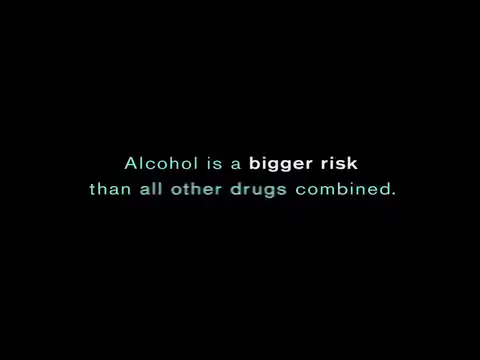 Alcohol is a bigger risk
than all other drugs combined.